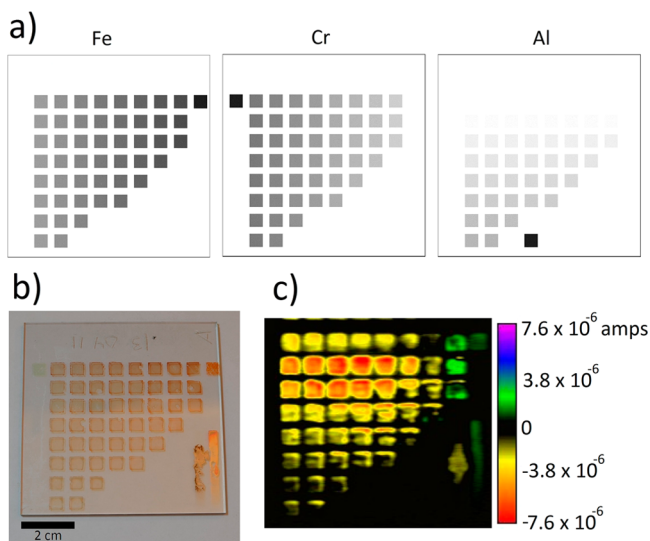 a)
Fe Cr Al
b)
c)
2 cm
7.6 x 10⁻⁶ amps
3.8 x 10⁻⁶
0
-3.8 x 10⁻⁶
-7.6 x 10⁻⁶